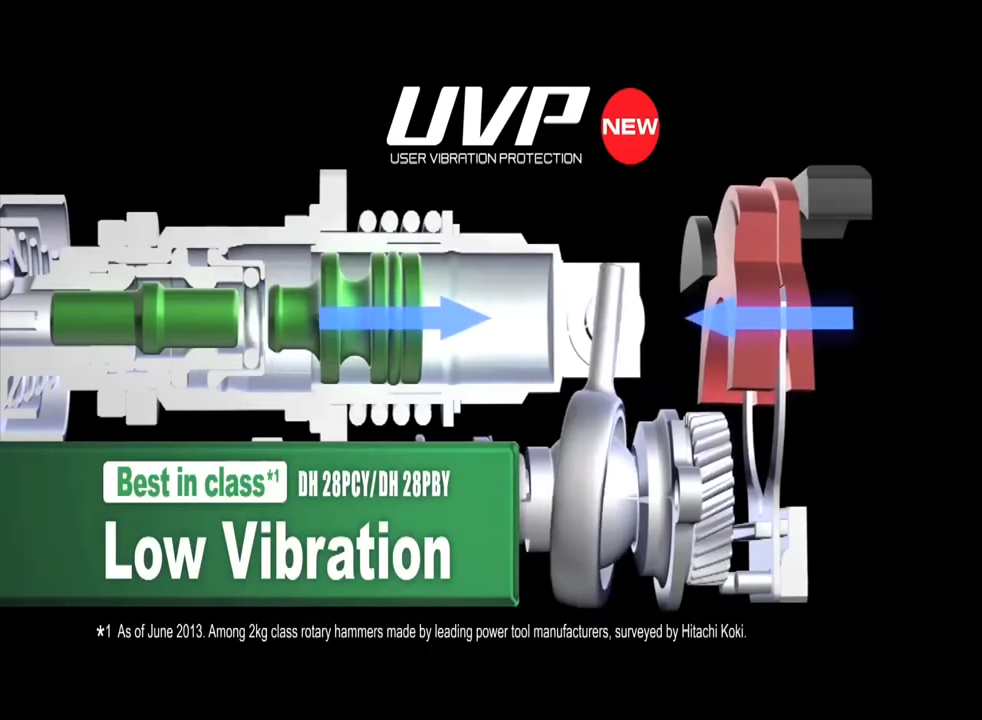 UVP
NEW
USER VIBRATION PROTECTION
Best in class*1 DH 28PCY/DH 28PBY
Low Vibration
*1 As of June 2013. Among 2kg class rotary hammers made by leading power tool manufacturers, surveyed by Hitachi Koki.